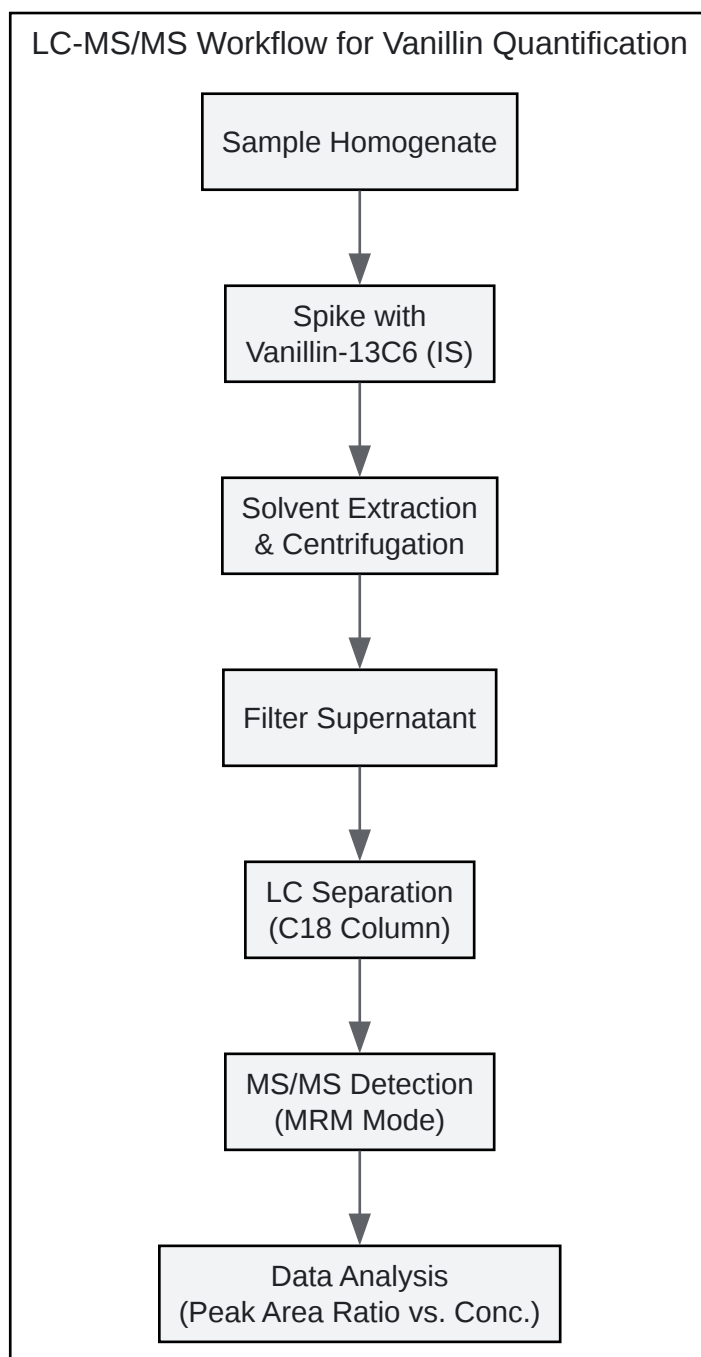 LC-MS/MS Workflow for Vanillin Quantification
Sample Homogenate
Spike with
Vanillin-13C6 (IS)
Solvent Extraction
& Centrifugation
Filter Supernatant
LC Separation
(C18 Column)
MS/MS Detection
(MRM Mode)
Data Analysis
(Peak Area Ratio vs. Conc.)